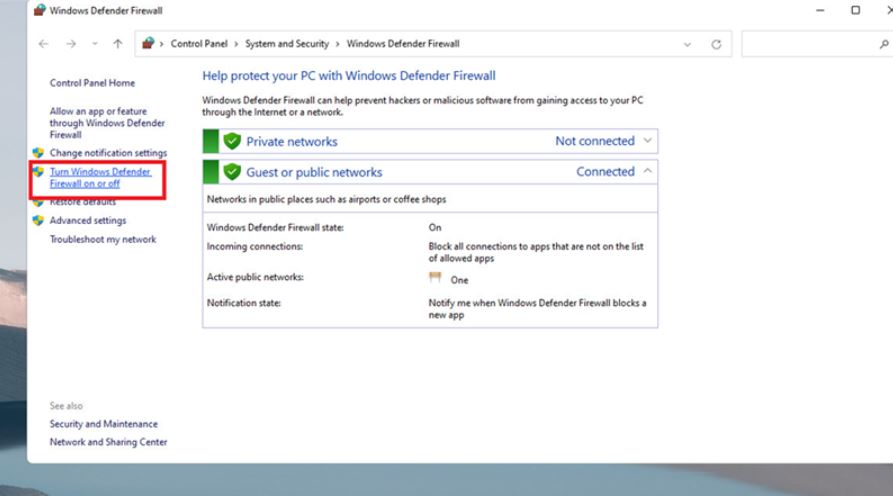 Windows Defender Firewall
Control Panel > System and Security > Windows Defender Firewall
Control Panel Home
Allow an app or feature
through Windows Defender
Firewall
Change notification settings
Turn Windows Defender
Firewall on or off
Restore defaults
Advanced settings
Troubleshoot my network
Help protect your PC with Windows Defender Firewall
Windows Defender Firewall can help prevent hackers or malicious software from gaining access to your PC
through the Internet or a network.
Private networks Not connected
Guest or public networks Connected
Networks in public places such as airports or coffee shops
Windows Defender Firewall state: On
Incoming connections: Block all connections to apps that are not on the list
of allowed apps
Active public networks: One
Notification state: Notify me when Windows Defender Firewall blocks a
new app
See also
Security and Maintenance
Network and Sharing Center